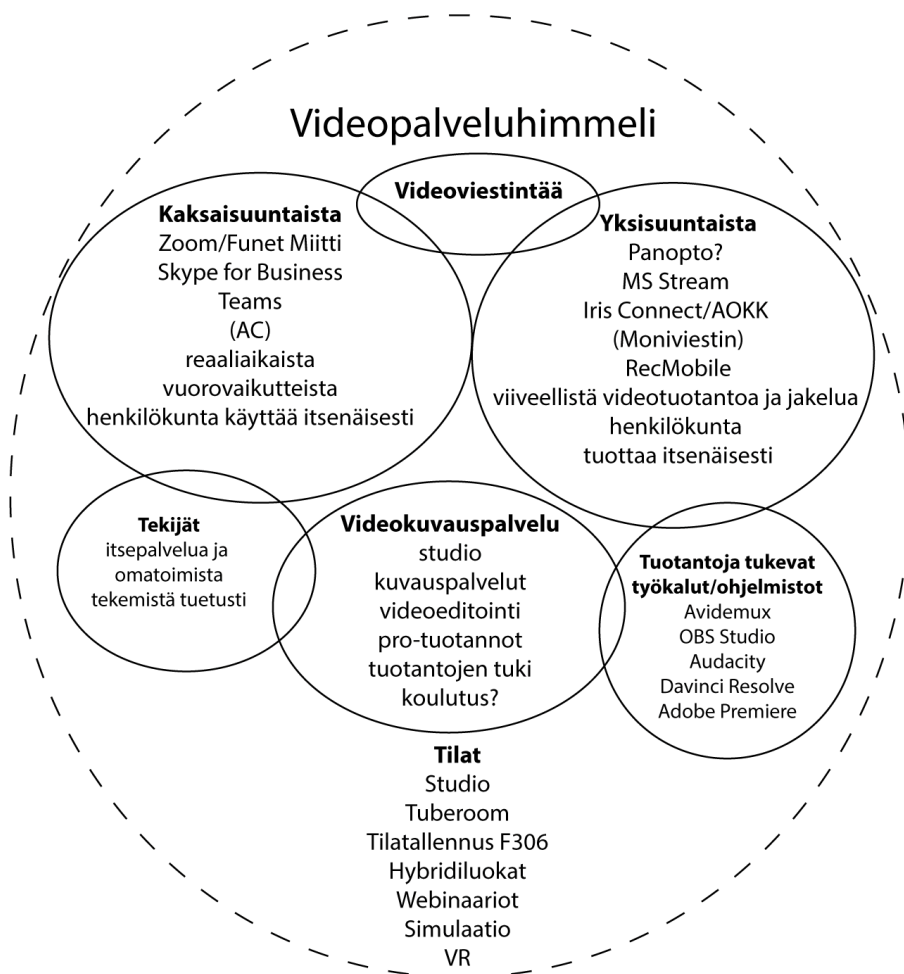 Videopalveluhimmeli
Videoviestintää
Kaksaisuuntaista
Zoom/Funet Miitti
Skype for Business
Teams
(AC)
reaaliaikaista
vuorovaikutteista
henkilökunta käyttää itsenäisesti
Yksisuuntaista
Panopto?
MS Stream
Iris Connect/AOKK
(Moniviestin)
RecMobile
viiveellistä videotuotantoa ja jakelua
henkilökunta
tuottaa itsenäisesti
Tekijät
itsepalvelua ja
omatoimista
tekemistä tuetusti
Videokuvauspalvelu
studio
kuvauspalvelut
videoeditointi
pro-tuotannot
tuotantojen tuki
koulutus?
Tuotantoja tukevat
työkalut/ohjelmistot
Avidemux
OBS Studio
Audacity
Davinci Resolve
Adobe Premiere
Tilat
Studio
Tuberoom
Tilatallennus F306
Hybridiluokat
Webinaariot
Simulaatio
VR